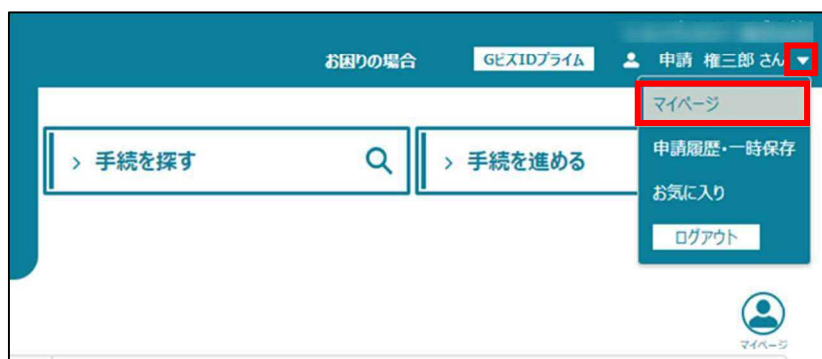 お困りの場合
GビズIDプライム
申請 権三郎 さん
マイページ
申請履歴・一時保存
お気に入り
ログアウト
手続を探す
手続を進める
マイページ